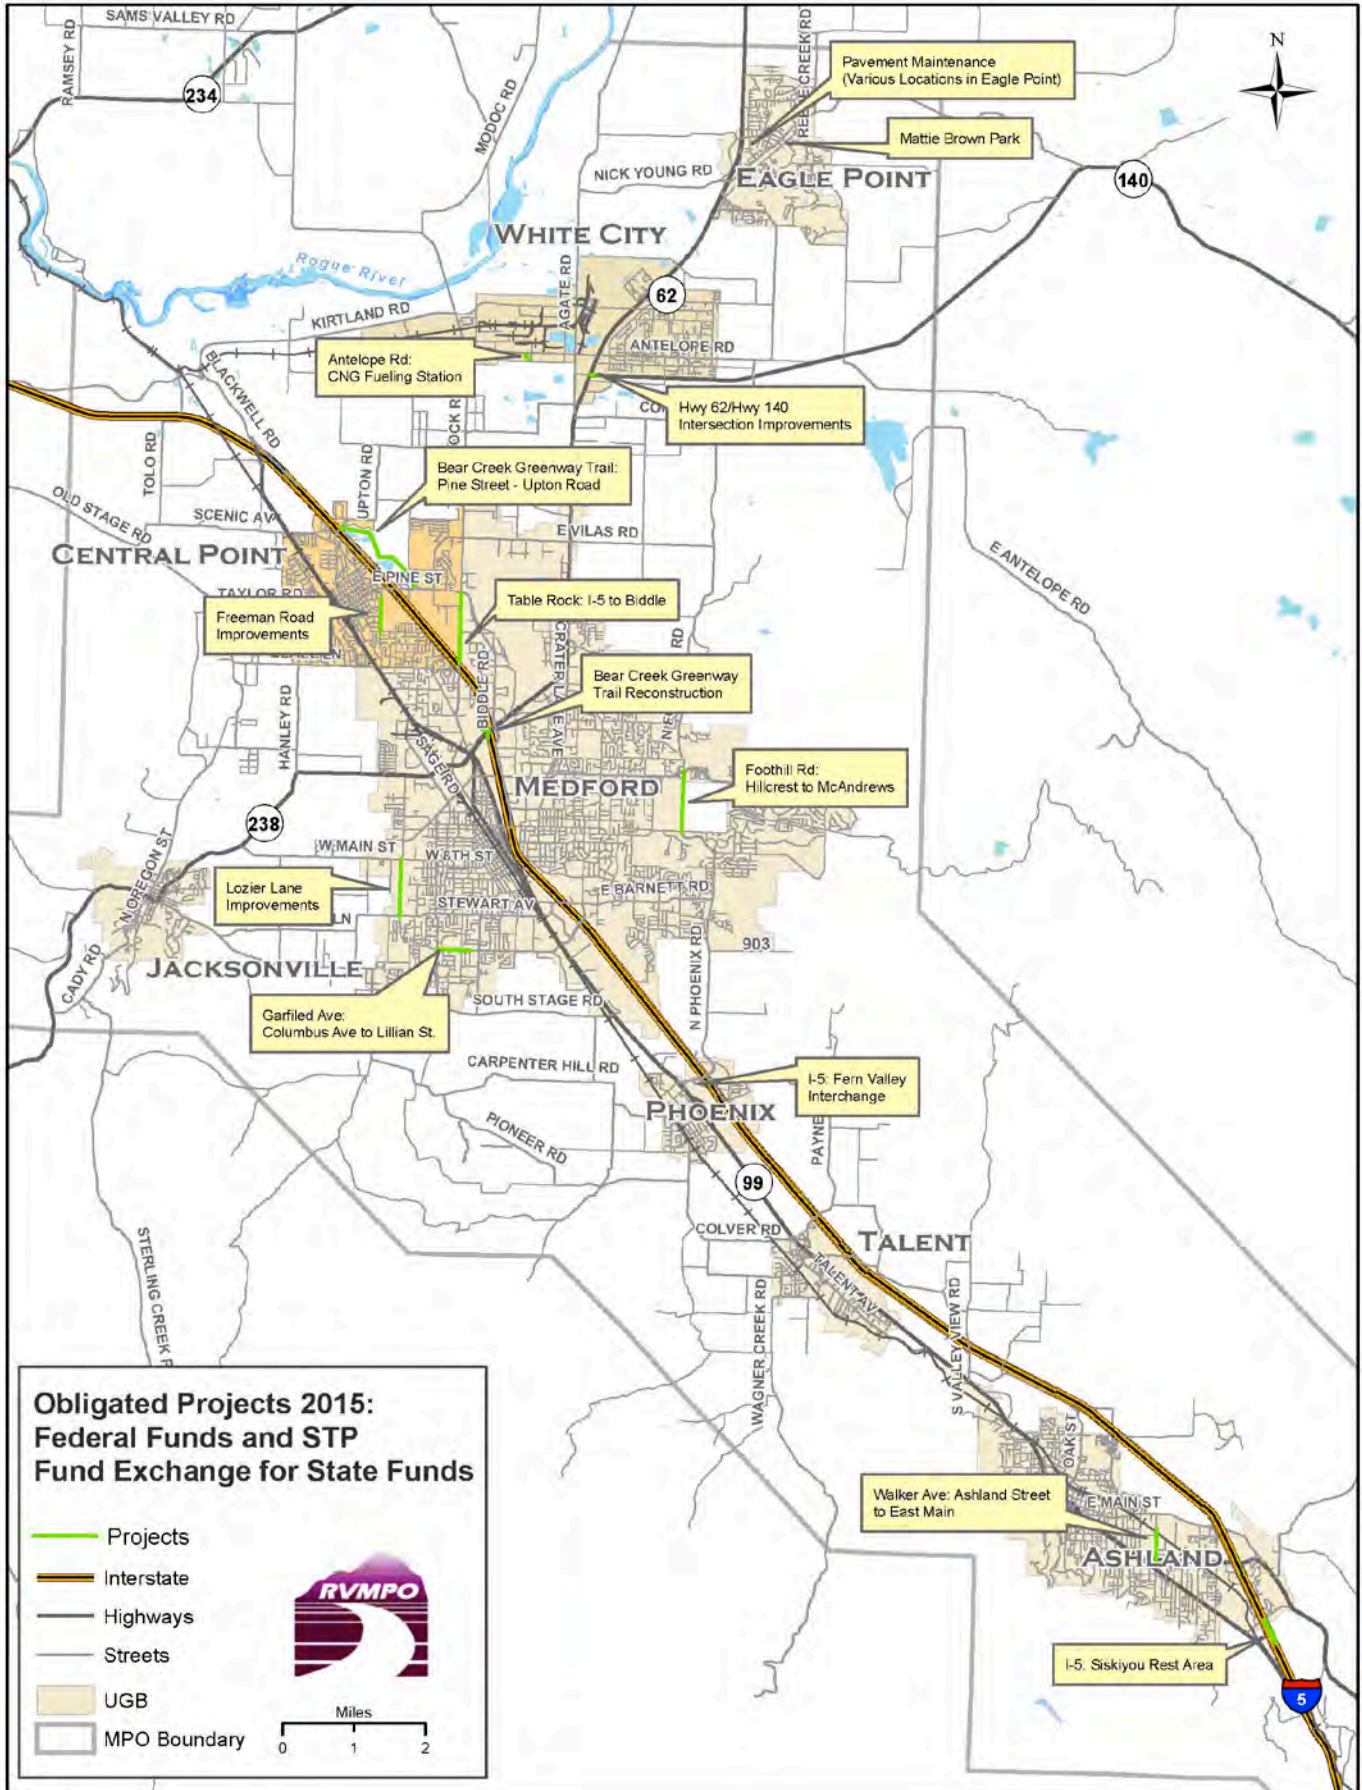 SAMS VALLEY RD
RAMSEY RD
234
MODOC RD
Pavement Maintenance
(Various Locations in Eagle Point)
N
Mattie Brown Park
NICK YOUNG RD
EAGLE POINT
140
WHITE CITY
Rogue River
AGATE RD
62
KIRTLAND RD
ANTELOPE RD
Antelope Rd:
CNG Fueling Station
BLACKWELL RD
Hwy 62/Hwy 140
Intersection Improvements
TOLO RD
UPTON RD
Bear Creek Greenway Trail:
Pine Street - Upton Road
OLD STAGE RD
SCENIC AV
E VILAS RD
CENTRAL POINT
E ANTELOPE RD
E PINE ST
TAYLOR RD
Table Rock: I-5 to Biddle
Freeman Road
Improvements
CRATER LAKE AVE
RD
BIDDLE RD
Bear Creek Greenway
Trail Reconstruction
HANLEY RD
SAGE RD
MEDFORD
Foothill Rd:
Hillcrest to McAndrews
238
N OREGON ST
W MAIN ST
W 8TH ST
Lozier Lane
Improvements
E BARNETT RD
STEWART AV
LN
903
CADY RD
JACKSONVILLE
N PHOENIX RD
SOUTH STAGE RD
Garfiled Ave:
Columbus Ave to Lillian St.
CARPENTER HILL RD
I-5: Fern Valley
Interchange
PHOENIX
PIONEER RD
PAYNE
99
COLVER RD
TALENT
TALENT AV
STERLING CREEK R
WAGNER CREEK RD
S VALLEY VIEW RD
OAK ST
Walker Ave: Ashland Street
to East Main
E MAIN ST
ASHLAND
I-5: Siskiyou Rest Area
5
Obligated Projects 2015:
Federal Funds and STP
Fund Exchange for State Funds
Projects
Interstate
Highways
Streets
UGB
MPO Boundary
RVMPO
Miles
0 1 2